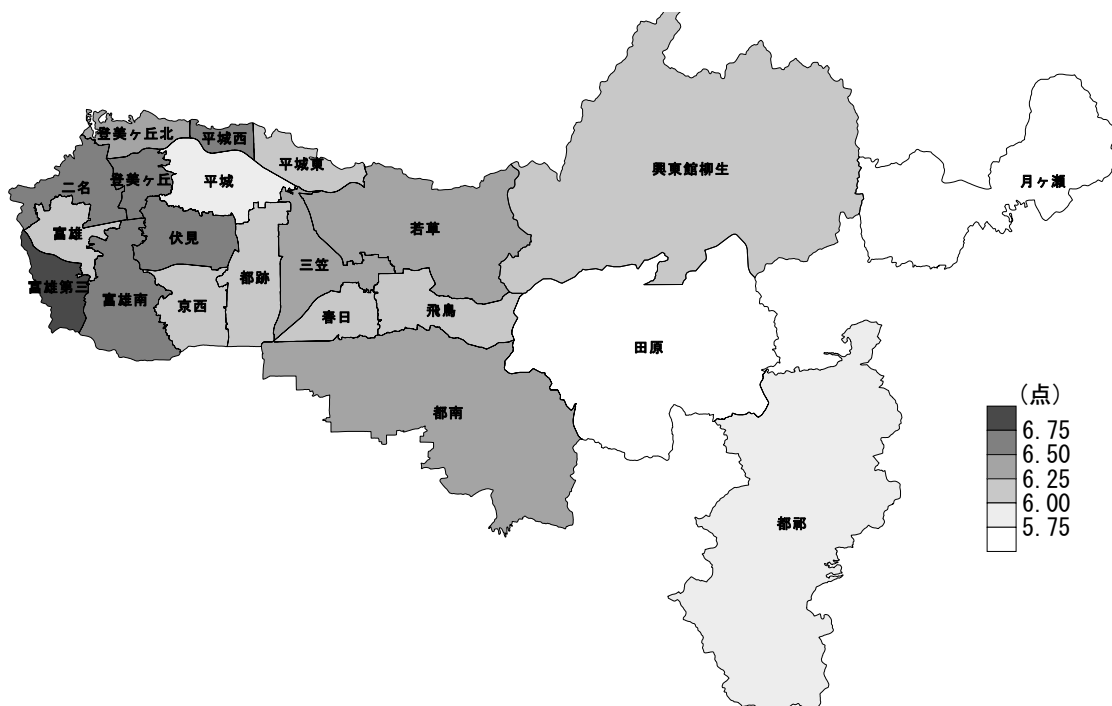 登美ヶ丘北
平城西
平城東
二名
登美ヶ丘
平城
興東館柳生
月ヶ瀬
富雄
伏見
若草
三笠
都跡
富雄第三
富雄南
京西
春日
飛鳥
田原
都南
都祁
(点)
6.75
6.50
6.25
6.00
5.75